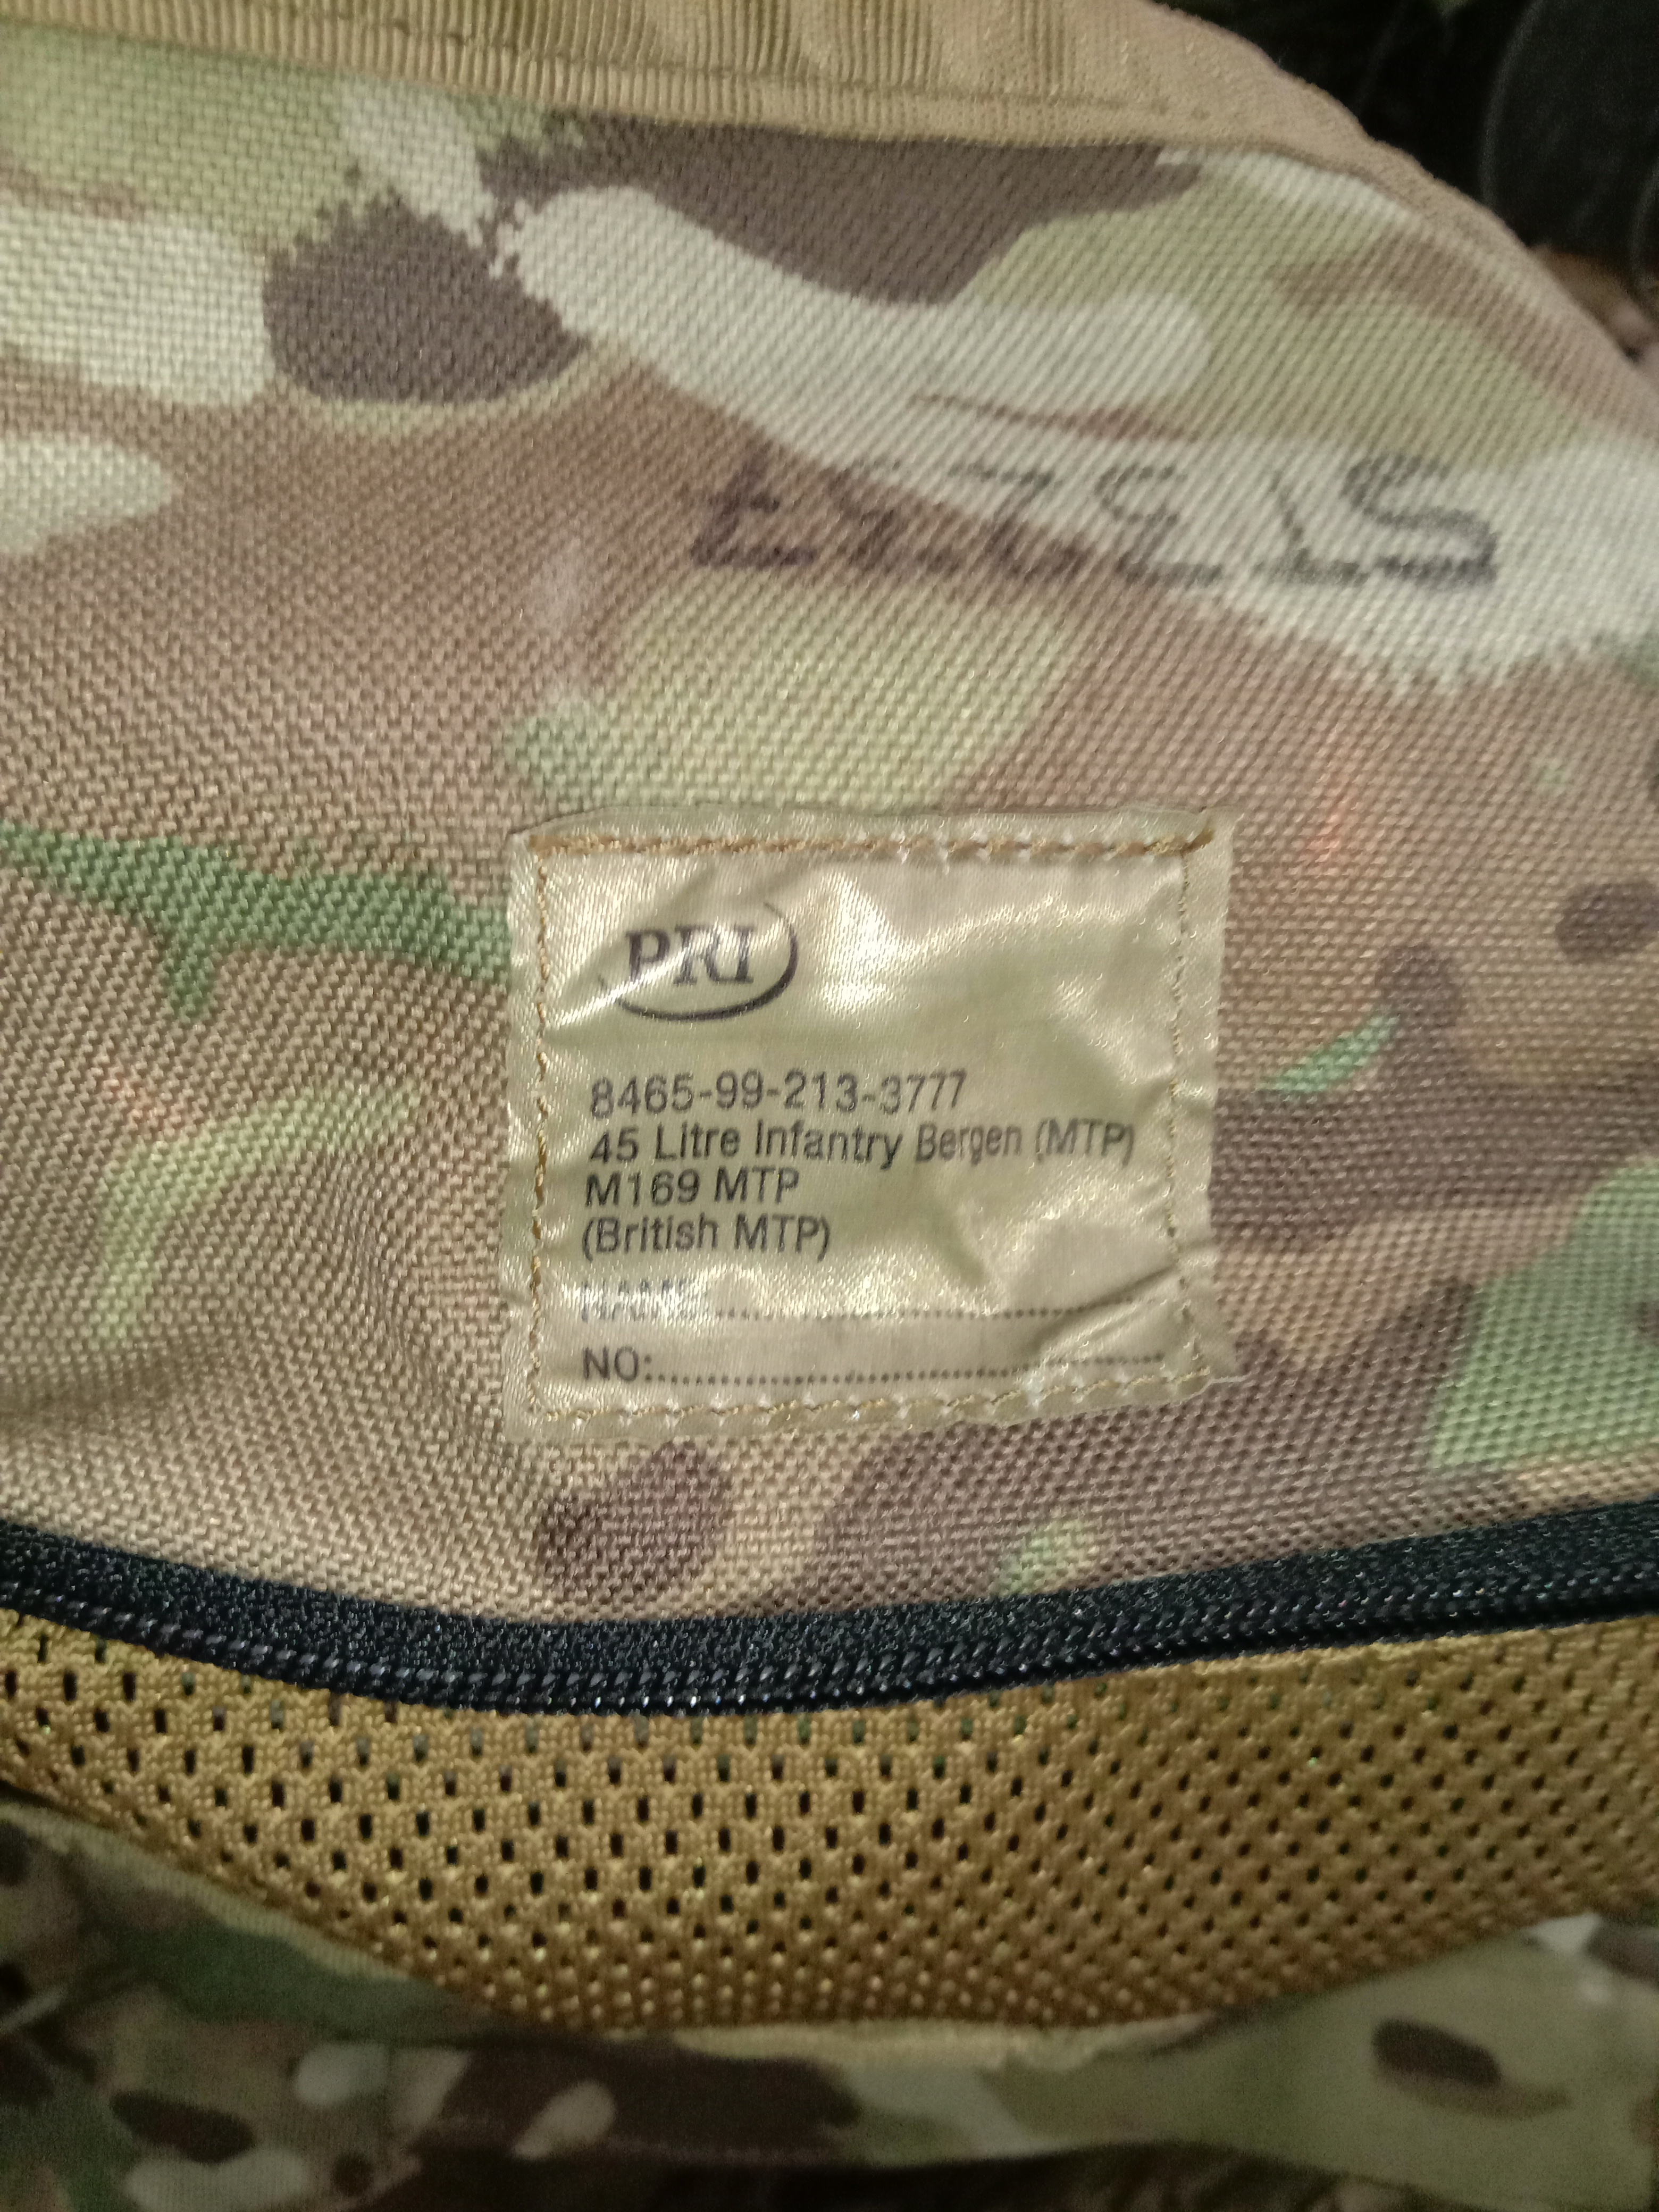 PRI
8465-99-213-3777
45 Litre Infantry Bergen (MTP)
M169 MTP
(British MTP)
NAME..............................
NO:..............................